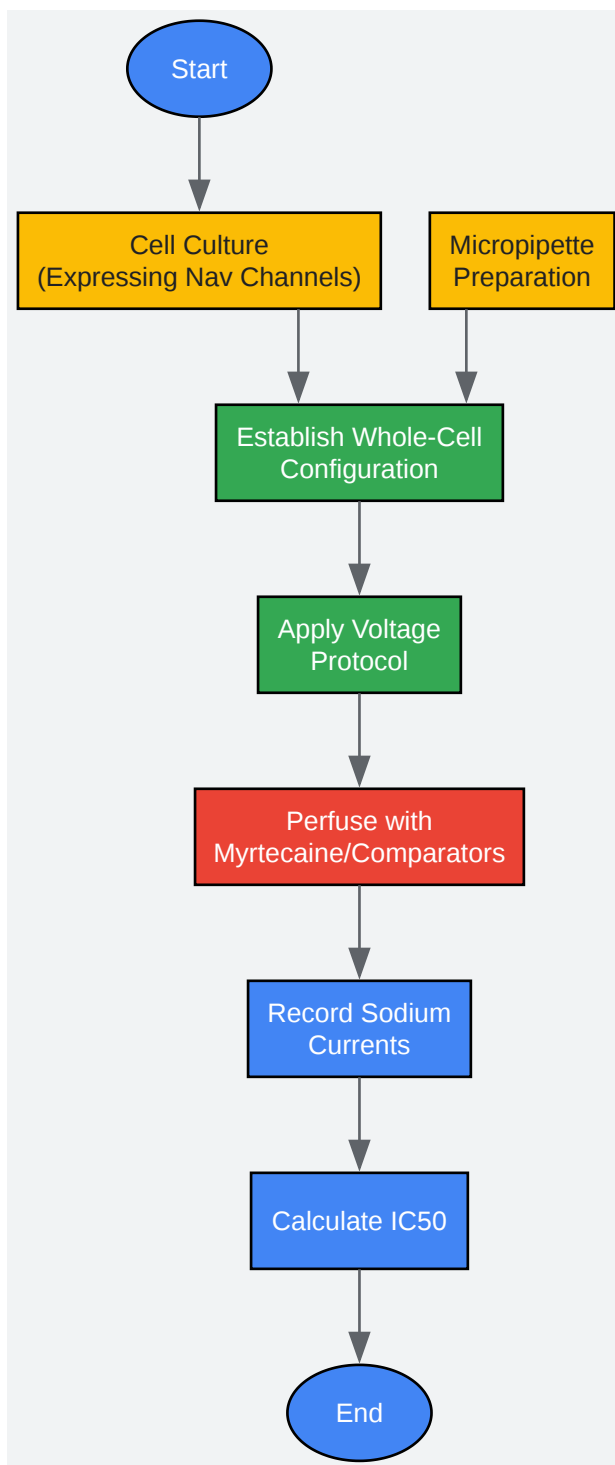 Start
Cell Culture
(Expressing Nav Channels)
Micropipette
Preparation
Establish Whole-Cell
Configuration
Apply Voltage
Protocol
Perfuse with
Myrtecaine/Comparators
Record Sodium
Currents
Calculate IC50
End